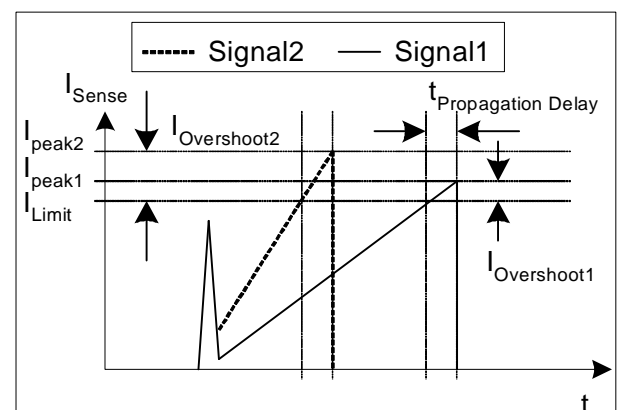 Signal2 Signal1
ISense
tPropagation Delay
Ipeak2
IOvershoot2
Ipeak1
ILimit
IOvershoot1
t